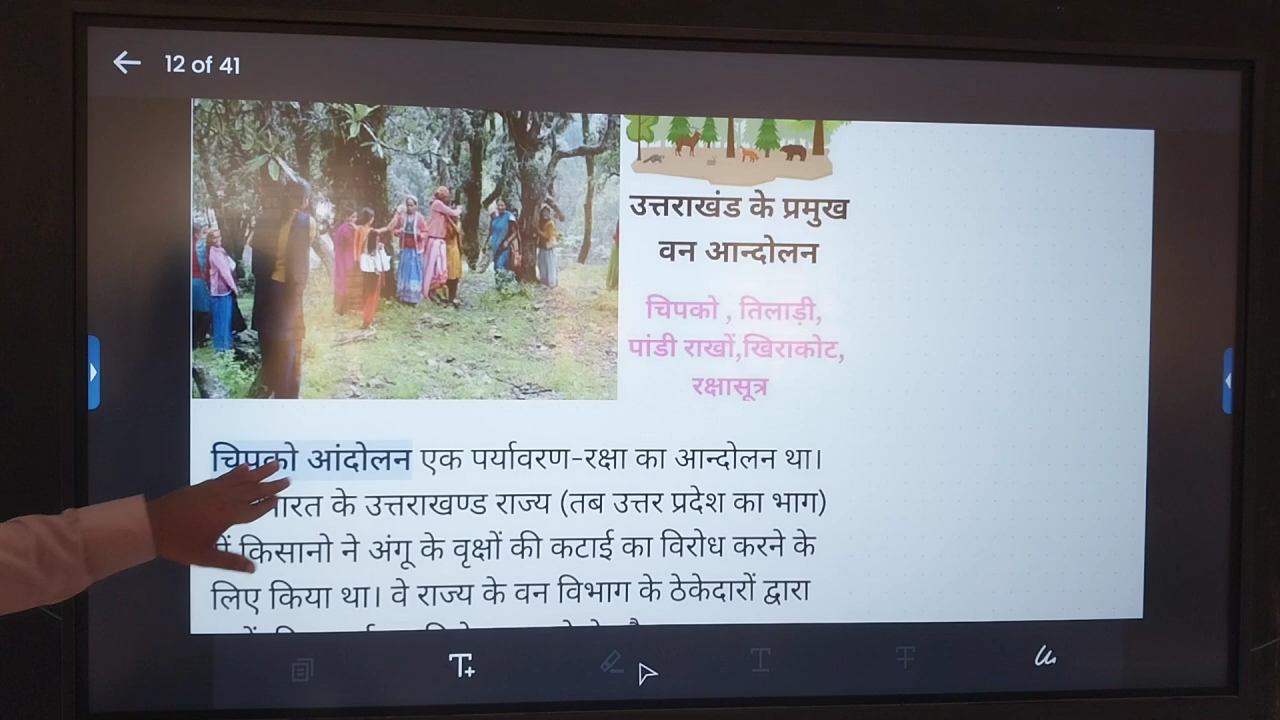 12 of 41
उत्तराखंड के प्रमुख
वन आन्दोलन
चिपको , तिलाड़ी,
पांडी राखों,खिराकोट,
रक्षासूत्र
चिपको आंदोलन एक पर्यावरण-रक्षा का आन्दोलन था।
भारत के उत्तराखण्ड राज्य (तब उत्तर प्रदेश का भाग)
में किसानो ने अंगू के वृक्षों की कटाई का विरोध करने के
लिए किया था। वे राज्य के वन विभाग के ठेकेदारों द्वारा